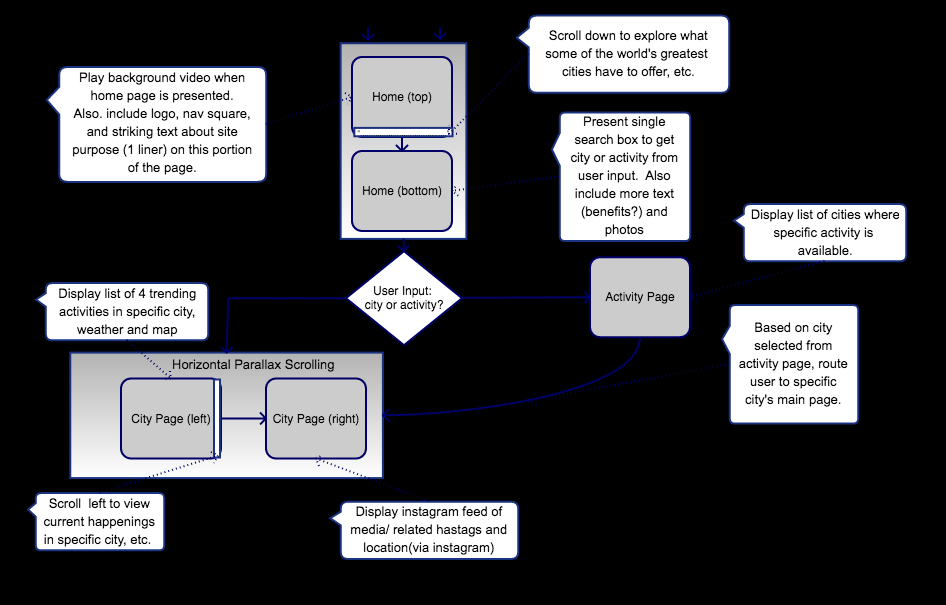 Scroll down to explore what
some of the world's greatest
cities have to offer, etc.
Play background video when
home page is presented.
Also. include logo, nav square,
and striking text about site
purpose (1 liner) on this portion
of the page.
Home (top)
Present single
search box to get
city or activity from
user input. Also
include more text
(benefits?) and
photos
Home (bottom)
Display list of cities where
specific activity is
available.
User Input:
city or activity?
Activity Page
Display list of 4 trending
activities in specific city,
weather and map
Based on city
selected from
activity page, route
user to specific
city's main page.
Horizontal Parallax Scrolling
City Page (left)
City Page (right)
Scroll left to view
current happenings
in specific city, etc.
Display instagram feed of
media/ related hastags and
location(via instagram)